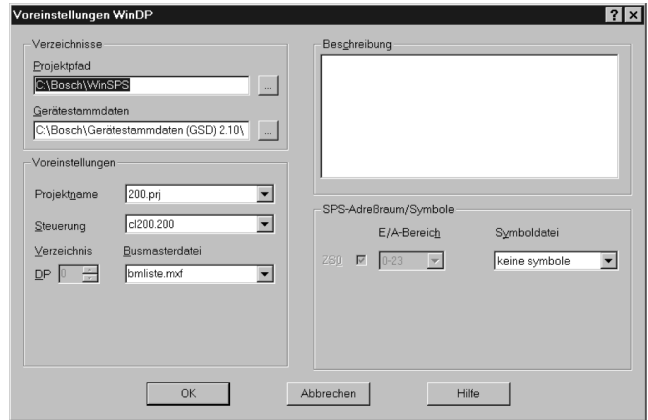 Voreinstellungen WinDP
Verzeichnisse
Projektpfad
C:\Bosch\WinSPS
...
Gerätestammdaten
C:\Bosch\Gerätestammdaten (GSD) 2.10\
...
Voreinstellungen
Projektname
200.prj
Steuerung
cl200.200
Verzeichnis
Busmasterdatei
DP
0
bmliste.mxf
Beschreibung
SPS-Adreßraum/Symbole
E/A-Bereich
Symboldatei
ZS0
0-23
keine symbole
OK
Abbrechen
Hilfe